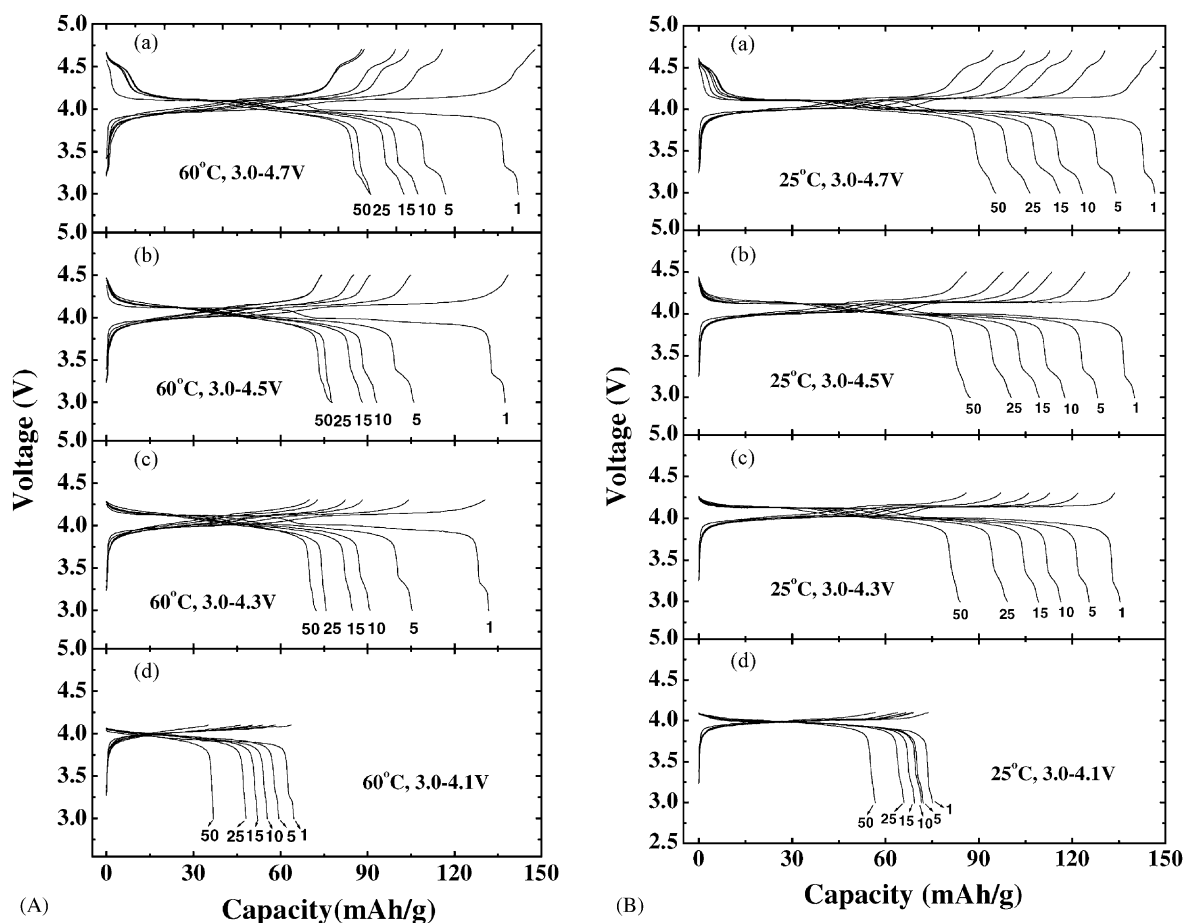 5.0
(a)
4.5
4.0
3.5
60°C, 3.0-4.7V
3.0
50 25 15 10 5 1
5.0
(b)
4.5
4.0
3.5
60°C, 3.0-4.5V
3.0
50 25 15 10 5 1
5.0
(c)
4.5
4.0
3.5
60°C, 3.0-4.3V
3.0
50 25 15 10 5 1
5.0
(d)
4.5
4.0
3.5
60°C, 3.0-4.1V
3.0
50 25 15 10 5 1
0 30 60 90 120 150
Voltage (V)
Capacity(mAh/g)
(A)
5.0
(a)
4.5
4.0
3.5
25°C, 3.0-4.7V
3.0
50 25 15 10 5 1
5.0
(b)
4.5
4.0
3.5
25°C, 3.0-4.5V
3.0
50 25 15 10 5 1
5.0
(c)
4.5
4.0
3.5
25°C, 3.0-4.3V
3.0
50 25 15 10 5 1
5.0
(d)
4.5
4.0
3.5
25°C, 3.0-4.1V
3.0
50 25 15 10 5 1
2.5
0 30 60 90 120 150
Voltage (V)
Capacity (mAh/g)
(B)